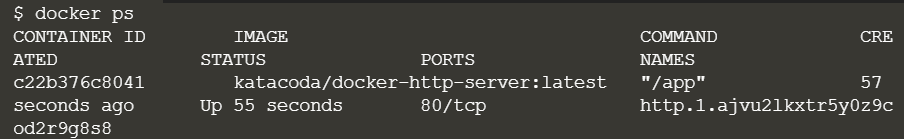 $ docker ps
CONTAINER ID IMAGE COMMAND CRE
ATED STATUS PORTS NAMES
c22b376c8041 katacoda/docker-http-server:latest "/app" 57
seconds ago Up 55 seconds 80/tcp http.1.ajvu2lkxtr5y0z9c
od2r9g8s8